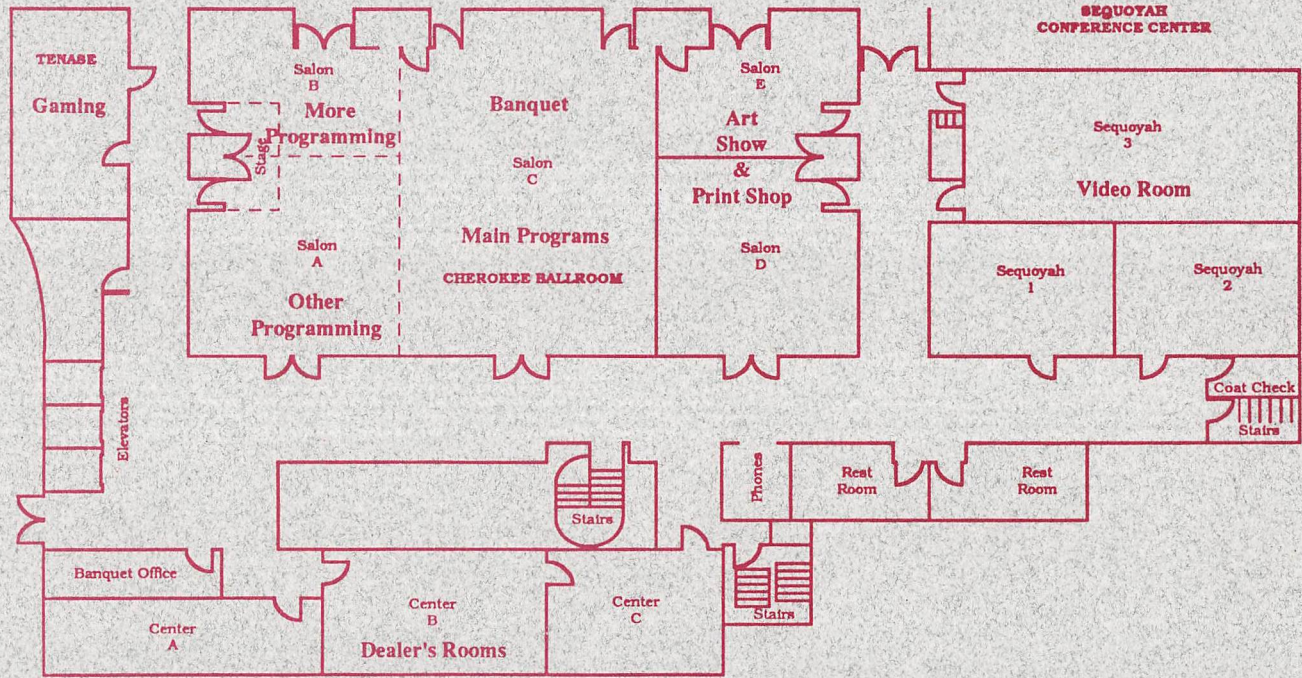 SEQUOYAH
CONFERENCE CENTER
TENASE
Gaming
Salon
B
More
Programming
Stage
Salon
A
Other
Programming
Banquet
Salon
C
Main Programs
CHEROKEE BALLROOM
Salon
E
Art
Show
&
Print Shop
Salon
D
Sequoyah
3
Video Room
Sequoyah
1
Sequoyah
2
Coat Check
Stairs
Elevators
Stairs
Phones
Rest
Room
Rest
Room
Banquet Office
Center
A
Center
B
Dealer's Rooms
Center
C
Stairs